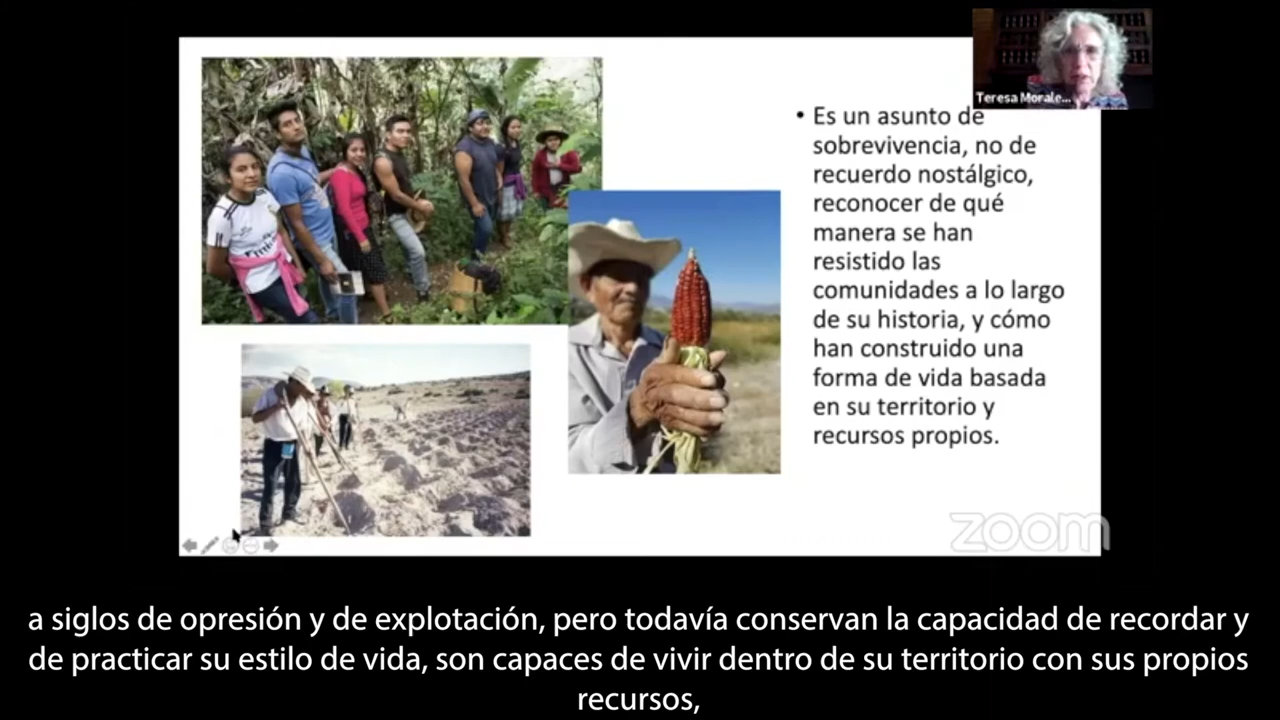 Teresa Morale...
• Es un asunto de
sobrevivencia, no de
recuerdo nostálgico,
reconocer de qué
manera se han
resistido las
comunidades a lo largo
de su historia, y cómo
han construido una
forma de vida basada
en su territorio y
recursos propios.
zoom
a siglos de opresión y de explotación, pero todavía conservan la capacidad de recordar y
de practicar su estilo de vida, son capaces de vivir dentro de su territorio con sus propios
recursos,